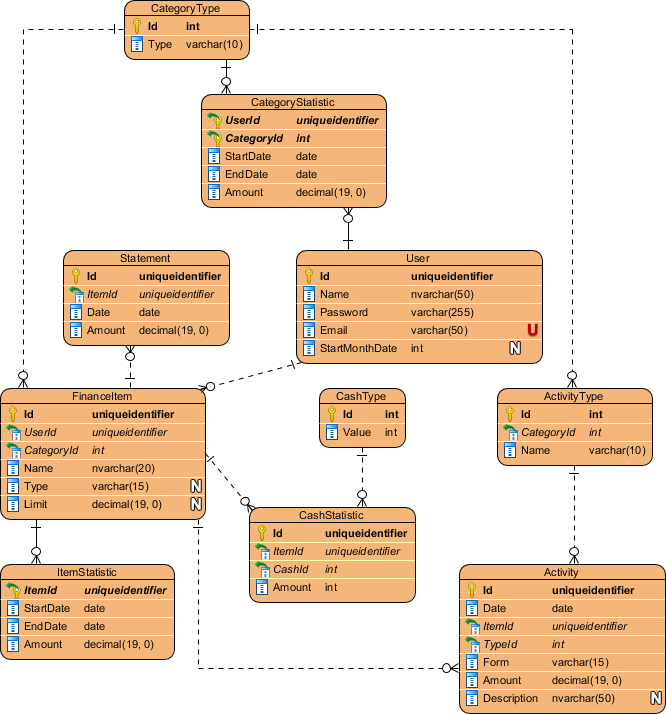 CategoryType
Id int
Type varchar(10)
CategoryStatistic
UserId uniqueidentifier
CategoryId int
StartDate date
EndDate date
Amount decimal(19, 0)
Statement
Id uniqueidentifier
ItemId uniqueidentifier
Date date
Amount decimal(19, 0)
User
Id uniqueidentifier
Name nvarchar(50)
Password varchar(255)
Email varchar(50) U
StartMonthDate int N
FinanceItem
Id uniqueidentifier
UserId uniqueidentifier
CategoryId int
Name nvarchar(20)
Type varchar(15) N
Limit decimal(19, 0) N
CashType
Id int
Value int
ActivityType
Id int
CategoryId int
Name varchar(10)
CashStatistic
Id uniqueidentifier
ItemId uniqueidentifier
CashId int
Amount int
ItemStatistic
ItemId uniqueidentifier
StartDate date
EndDate date
Amount decimal(19, 0)
Activity
Id uniqueidentifier
Date date
ItemId uniqueidentifier
TypeId int
Form varchar(15)
Amount decimal(19, 0)
Description nvarchar(50) N